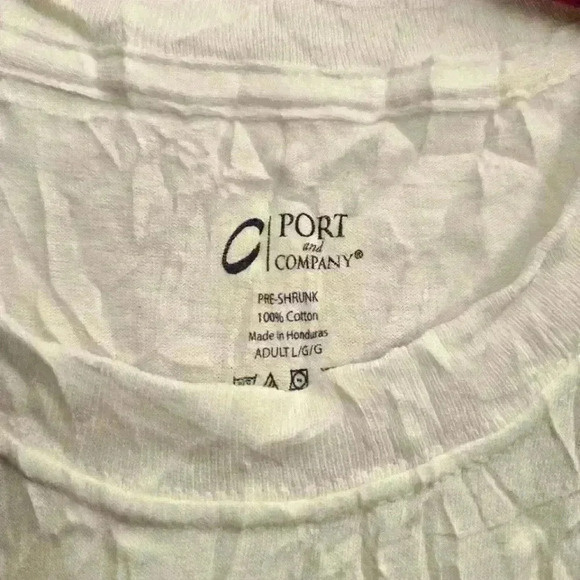 PORT
and
COMPANY®
PRE-SHRUNK
100% Cotton
Made in Honduras
ADULT L/G/G